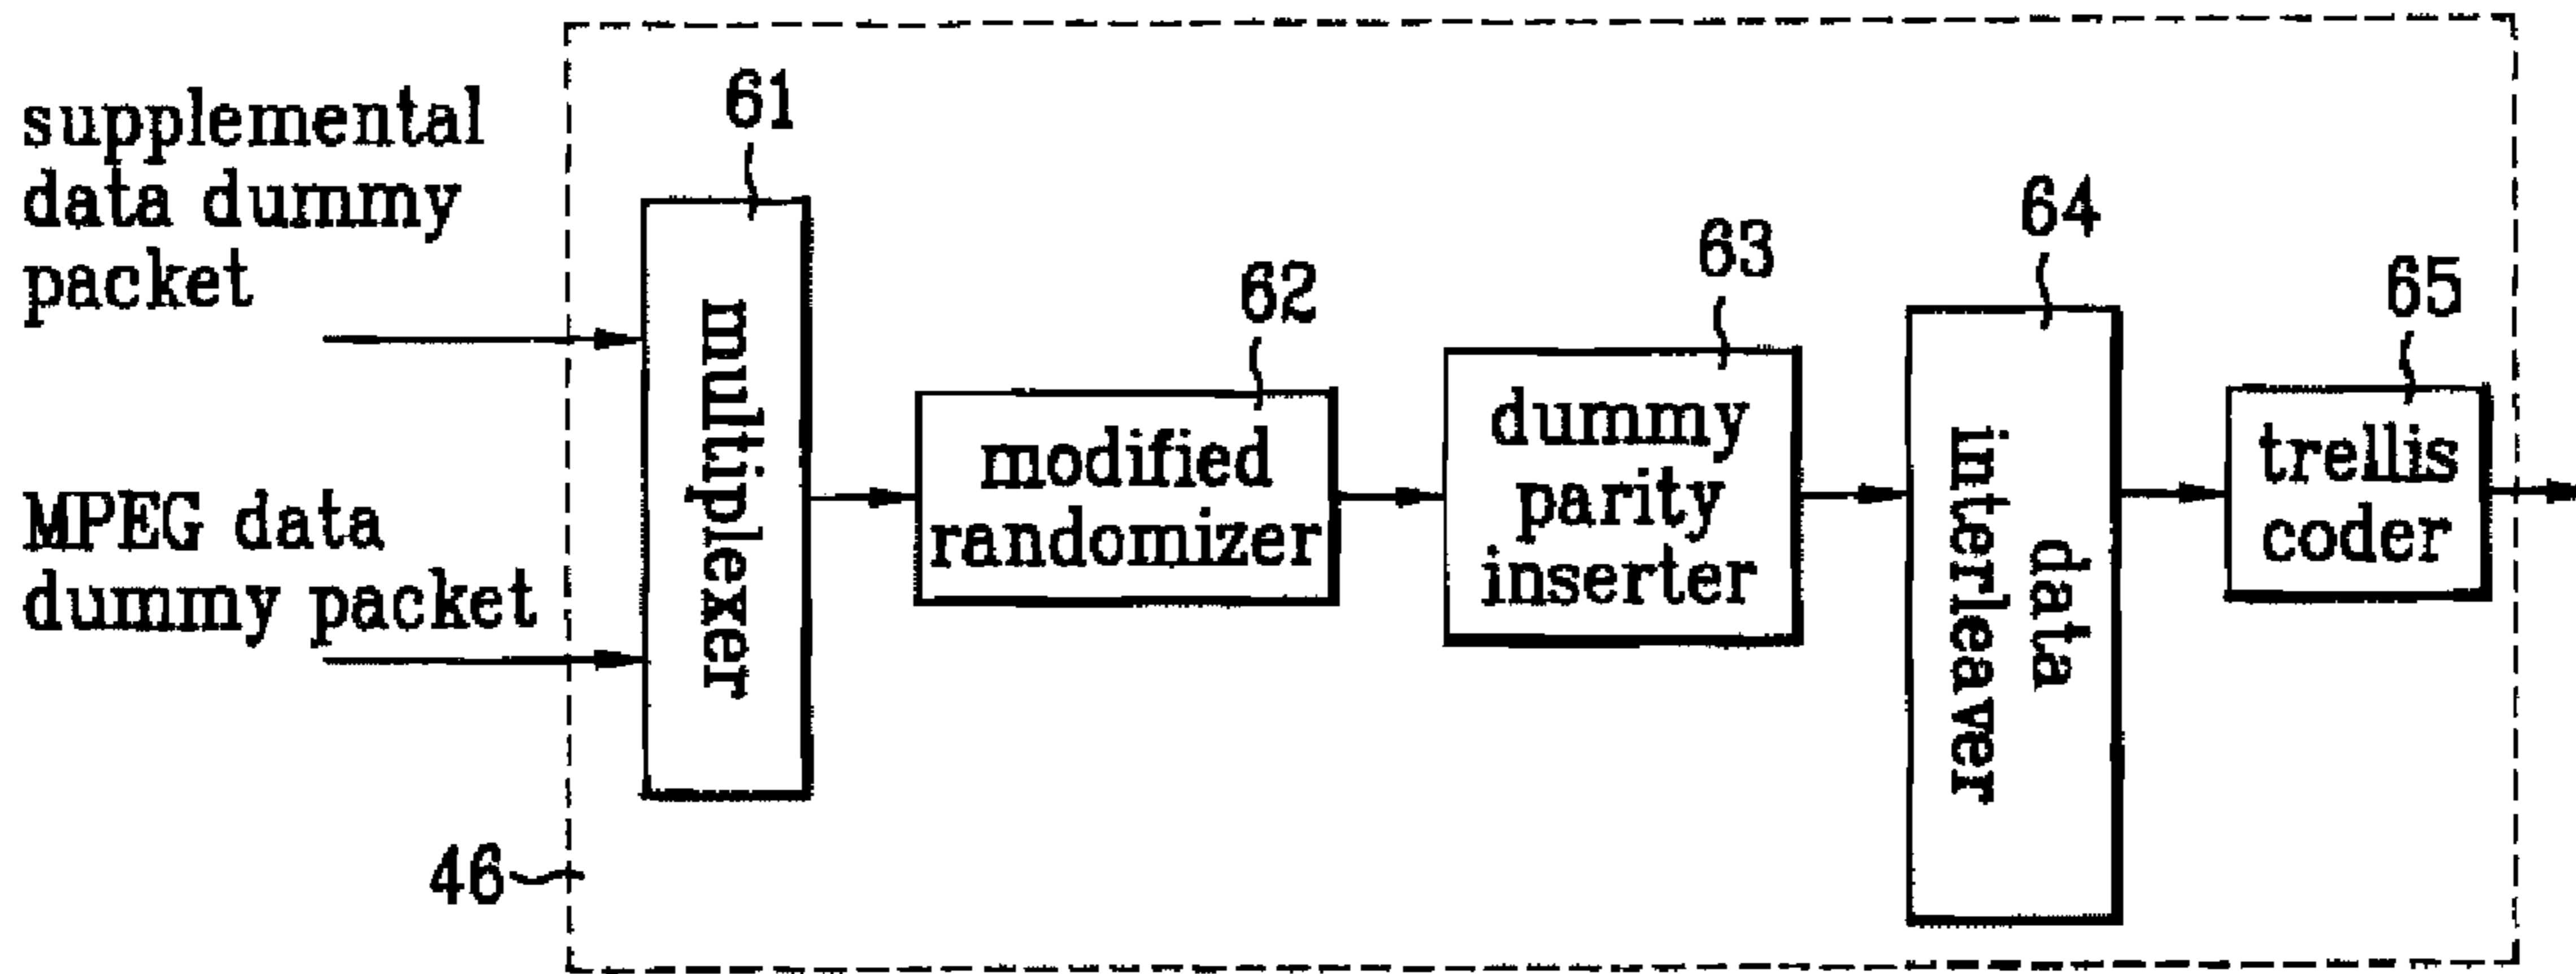 supplemental
data dummy
packet
MPEG data
dummy packet
46
61
multiplexer
62
modified
randomizer
63
dummy
parity
inserter
64
data
interleaver
65
trellis
coder